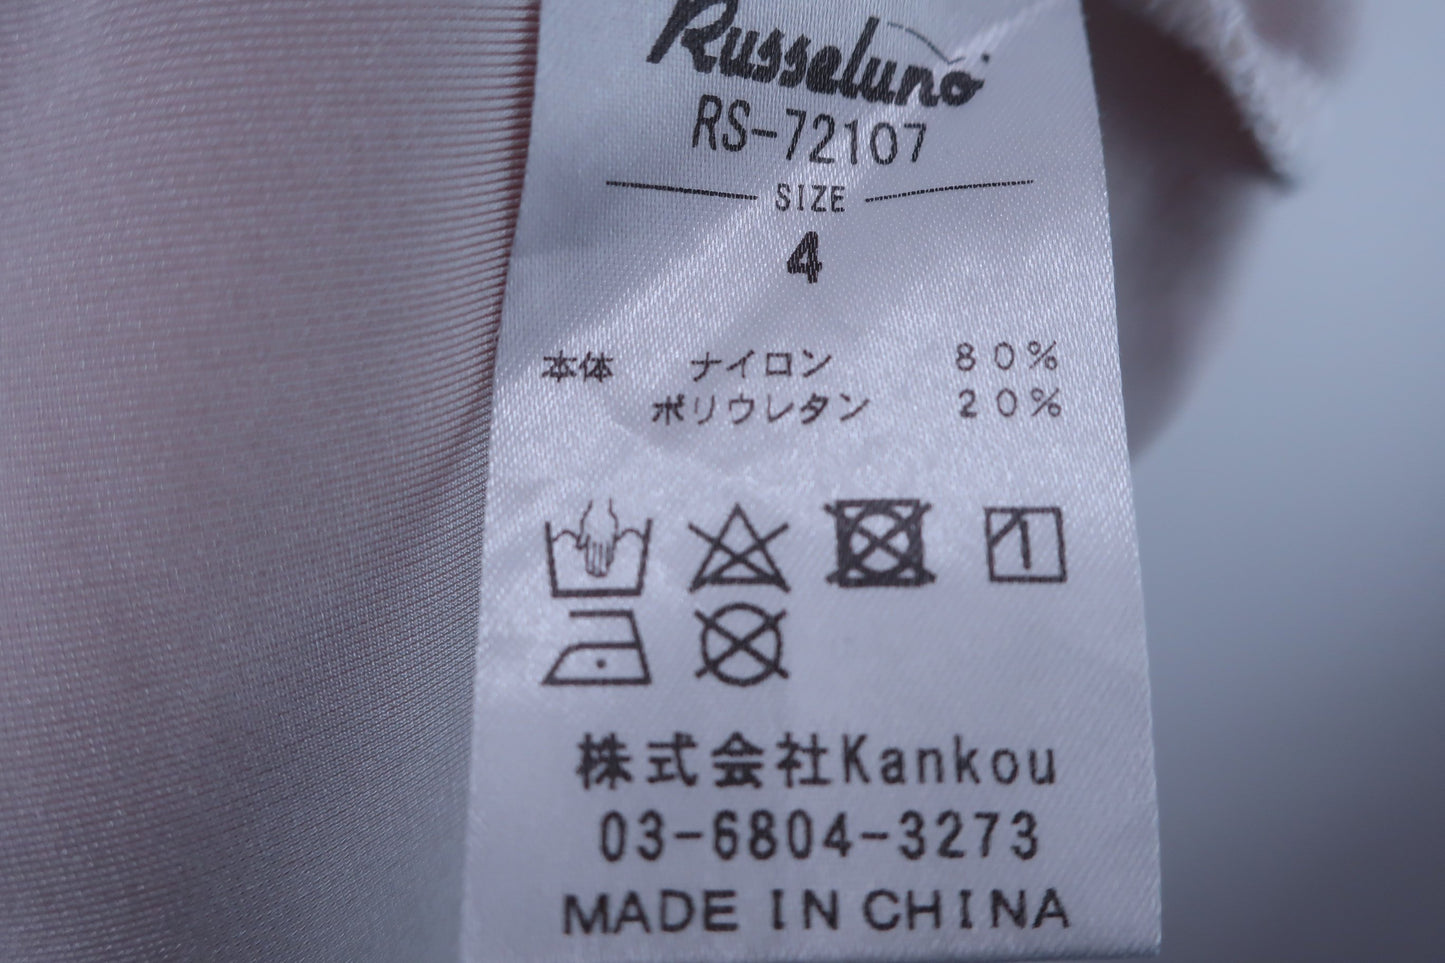 Russeluno
RS-72107
SIZE
4
本体 ナイロン 80%
ポリウレタン 20%
株式会社Kankou
03-6804-3273
MADE IN CHINA